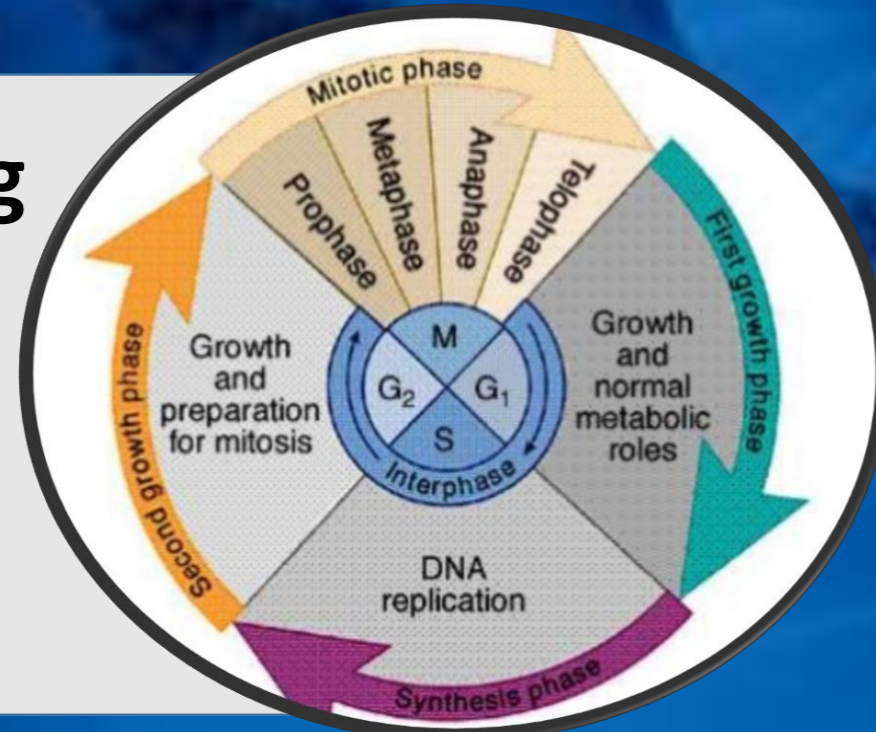 g
Mitotic phase
Prophase
Metaphase
Anaphase
Telophase
First growth phase
Growth
and
normal
metabolic
roles
Second growth phase
Growth
and
preparation
for mitosis
M
G₂
G₁
S
Interphase
DNA
replication
Synthesis phase